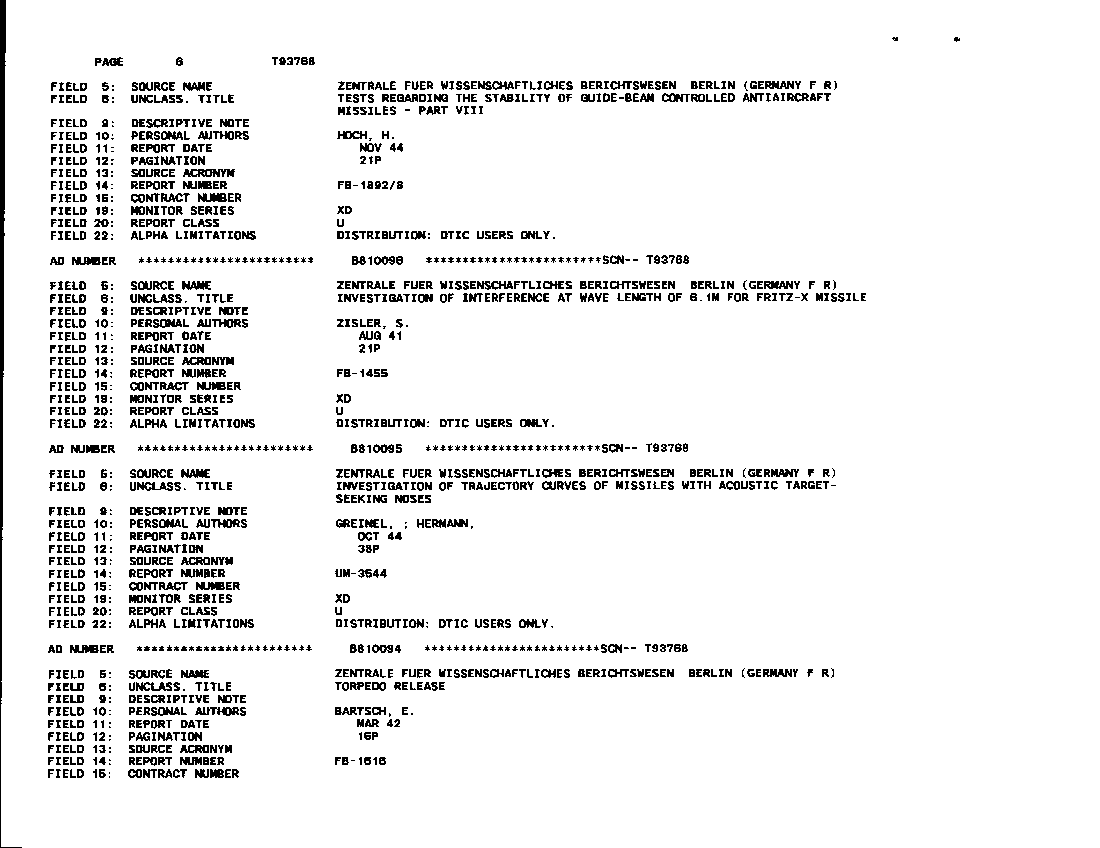 PAGE 6 T93768
FIELD 5: SOURCE NAME ZENTRALE FUER WISSENSCHAFTLICHES BERICHTSWESEN BERLIN (GERMANY F R)
FIELD 6: UNCLASS. TITLE TESTS REGARDING THE STABILITY OF GUIDE-BEAM CONTROLLED ANTIAIRCRAFT
MISSILES - PART VIII
FIELD 9: DESCRIPTIVE NOTE
FIELD 10: PERSONAL AUTHORS HOCH, H.
FIELD 11: REPORT DATE NOV 44
FIELD 12: PAGINATION 21P
FIELD 13: SOURCE ACRONYM
FIELD 14: REPORT NUMBER FB-1892/8
FIELD 15: CONTRACT NUMBER
FIELD 19: MONITOR SERIES XD
FIELD 20: REPORT CLASS U
FIELD 22: ALPHA LIMITATIONS DISTRIBUTION: DTIC USERS ONLY.
AD NUMBER ************************ B810096 ************************SCN-- T93768
FIELD 5: SOURCE NAME ZENTRALE FUER WISSENSCHAFTLICHES BERICHTSWESEN BERLIN (GERMANY F R)
FIELD 6: UNCLASS. TITLE INVESTIGATION OF INTERFERENCE AT WAVE LENGTH OF 6.1M FOR FRITZ-X MISSILE
FIELD 9: DESCRIPTIVE NOTE
FIELD 10: PERSONAL AUTHORS ZISLER, S.
FIELD 11: REPORT DATE AUG 41
FIELD 12: PAGINATION 21P
FIELD 13: SOURCE ACRONYM
FIELD 14: REPORT NUMBER FB-1455
FIELD 15: CONTRACT NUMBER
FIELD 19: MONITOR SERIES XD
FIELD 20: REPORT CLASS U
FIELD 22: ALPHA LIMITATIONS DISTRIBUTION: DTIC USERS ONLY.
AD NUMBER ************************ B810095 ************************SCN-- T93768
FIELD 5: SOURCE NAME ZENTRALE FUER WISSENSCHAFTLICHES BERICHTSWESEN BERLIN (GERMANY F R)
FIELD 6: UNCLASS. TITLE INVESTIGATION OF TRAJECTORY CURVES OF MISSILES WITH ACOUSTIC TARGET-
SEEKING NOSES
FIELD 9: DESCRIPTIVE NOTE
FIELD 10: PERSONAL AUTHORS GREINEL, ; HERMANN,
FIELD 11: REPORT DATE OCT 44
FIELD 12: PAGINATION 38P
FIELD 13: SOURCE ACRONYM
FIELD 14: REPORT NUMBER UM-3544
FIELD 15: CONTRACT NUMBER
FIELD 19: MONITOR SERIES XD
FIELD 20: REPORT CLASS U
FIELD 22: ALPHA LIMITATIONS DISTRIBUTION: DTIC USERS ONLY.
AD NUMBER ************************ B810094 ************************SCN-- T93768
FIELD 5: SOURCE NAME ZENTRALE FUER WISSENSCHAFTLICHES BERICHTSWESEN BERLIN (GERMANY F R)
FIELD 6: UNCLASS. TITLE TORPEDO RELEASE
FIELD 9: DESCRIPTIVE NOTE
FIELD 10: PERSONAL AUTHORS BARTSCH, E.
FIELD 11: REPORT DATE MAR 42
FIELD 12: PAGINATION 16P
FIELD 13: SOURCE ACRONYM
FIELD 14: REPORT NUMBER FB-1616
FIELD 15: CONTRACT NUMBER